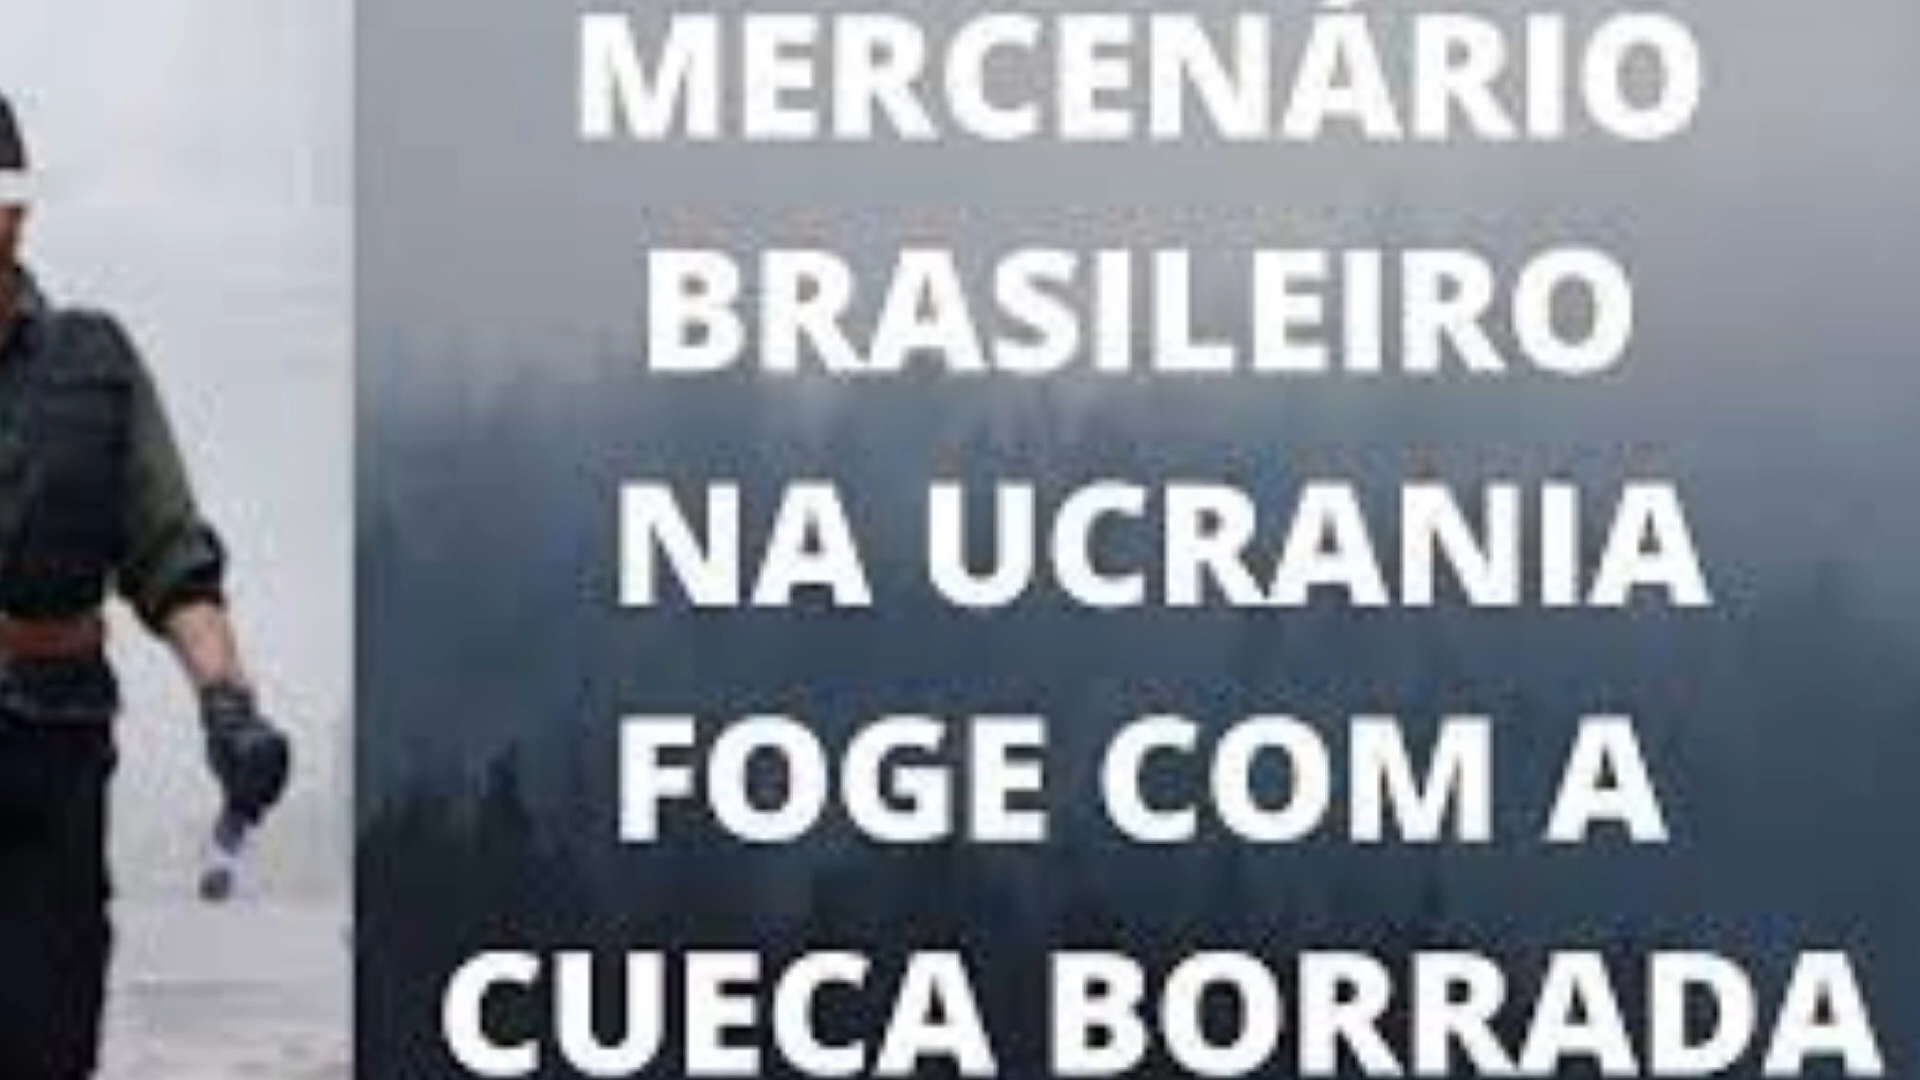 MERCENÁRIO
BRASILEIRO
NA UCRANIA
FOGE COM A
CUECA BORRADA